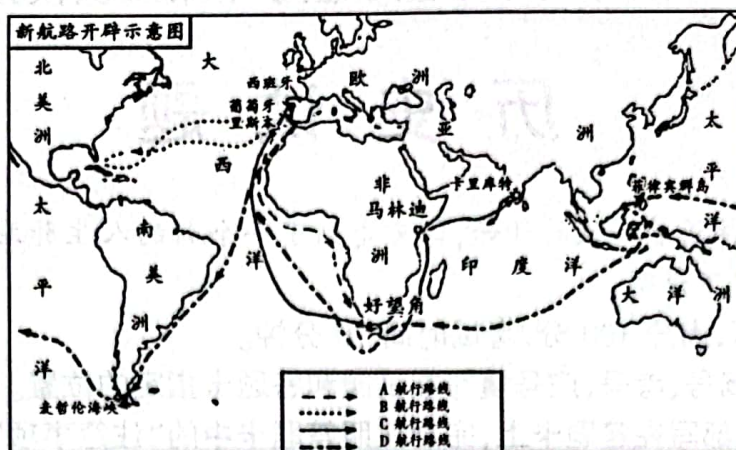 新航路开辟示意图
北美洲
大西洋
西班牙
葡萄牙
里斯本
欧洲
亚洲
太平洋
菲律宾群岛
卡里库特
马林迪
非洲
印度洋
好望角
南美洲
太平洋
大洋洲
麦哲伦海峡
A 航行路线
B 航行路线
C 航行路线
D 航行路线